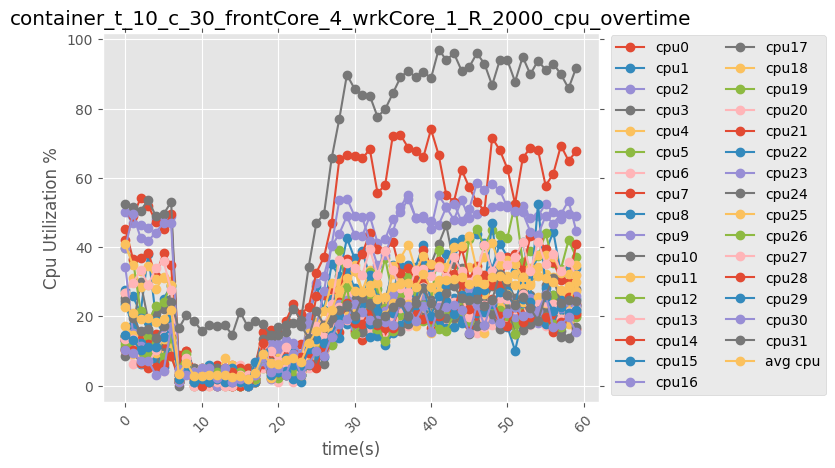 container_t_10_c_30_frontCore_4_wrkCore_1_R_2000_cpu_overtime
100
80
60
40
20
0
Cpu Utilization %
0
10
20
30
40
50
60
time(s)
cpu0
cpu1
cpu2
cpu3
cpu4
cpu5
cpu6
cpu7
cpu8
cpu9
cpu10
cpu11
cpu12
cpu13
cpu14
cpu15
cpu16
cpu17
cpu18
cpu19
cpu20
cpu21
cpu22
cpu23
cpu24
cpu25
cpu26
cpu27
cpu28
cpu29
cpu30
cpu31
avg cpu